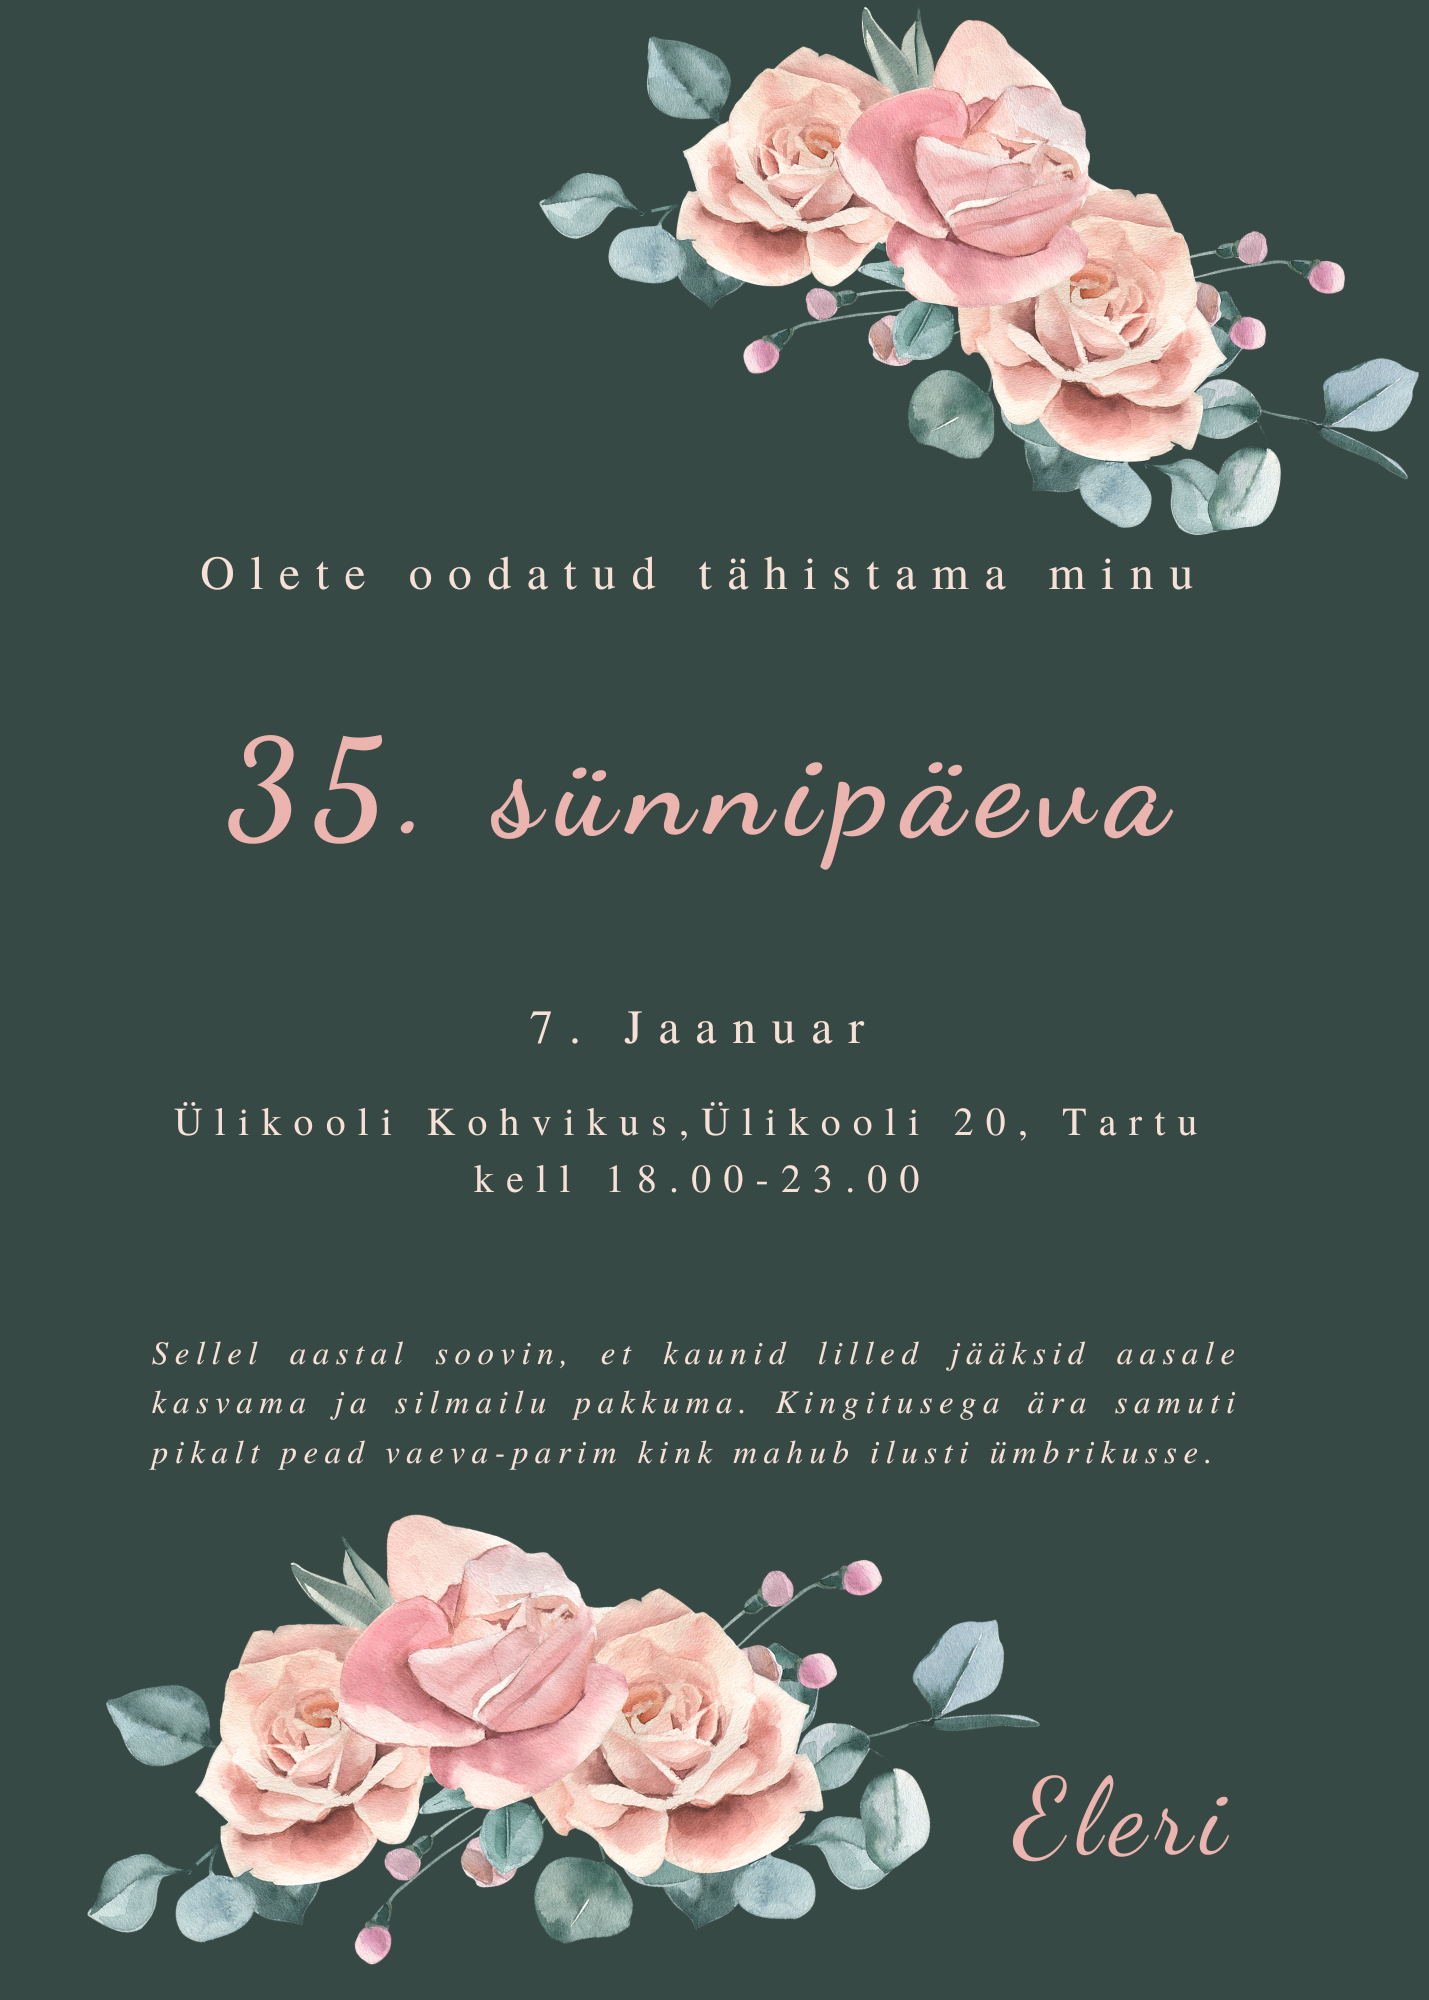 Olete oodatud tähistama minu
35. sünnipäeva
7. Jaanuar
Ülikooli Kohvikus,Ülikooli 20, Tartu
kell 18.00-23.00
Sellel aastal soovin, et kaunid lilled jääksid aasale
kasvama ja silmailu pakkuma. Kingitusega ära samuti
pikalt pead vaeva-parim kink mahub ilusti ümbrikusse.
Eleri